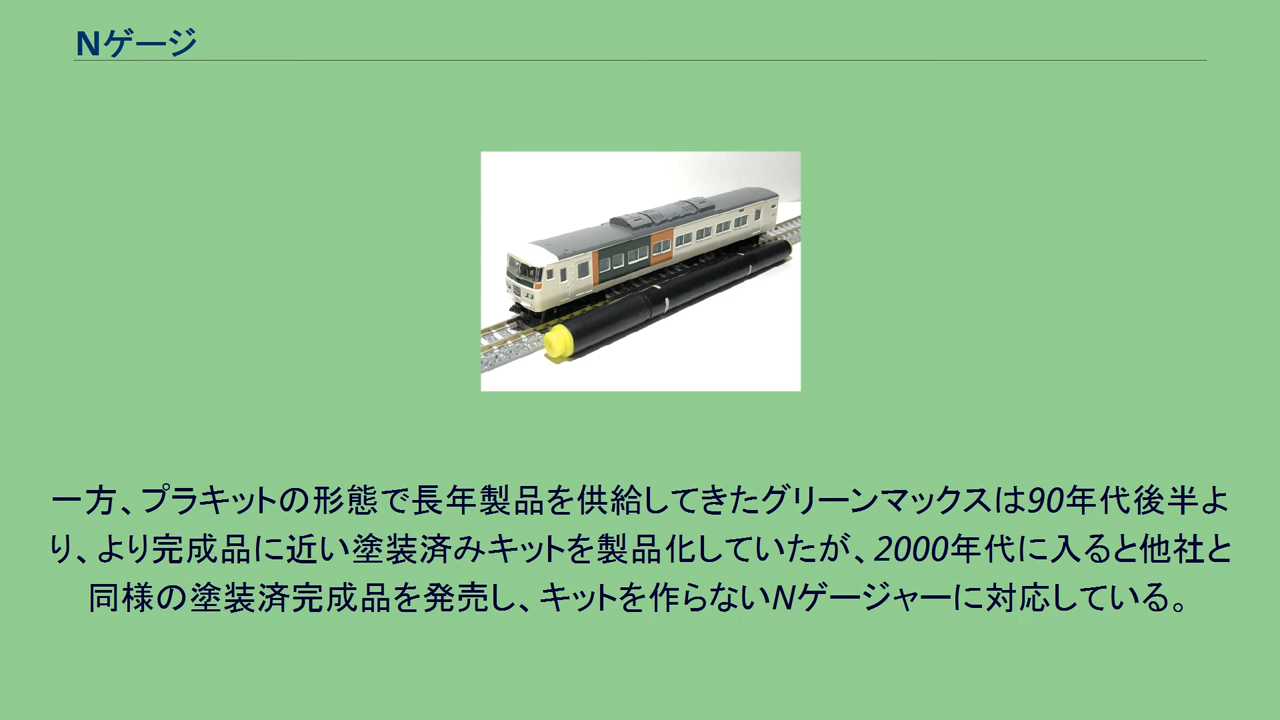 Nゲージ
一方、プラキットの形態で長年製品を供給してきたグリーンマックスは90年代後半よ
り、より完成品に近い塗装済みキットを製品化していたが、2000年代に入ると他社と
同様の塗装済完成品を発売し、キットを作らないNゲージャーに対応している。